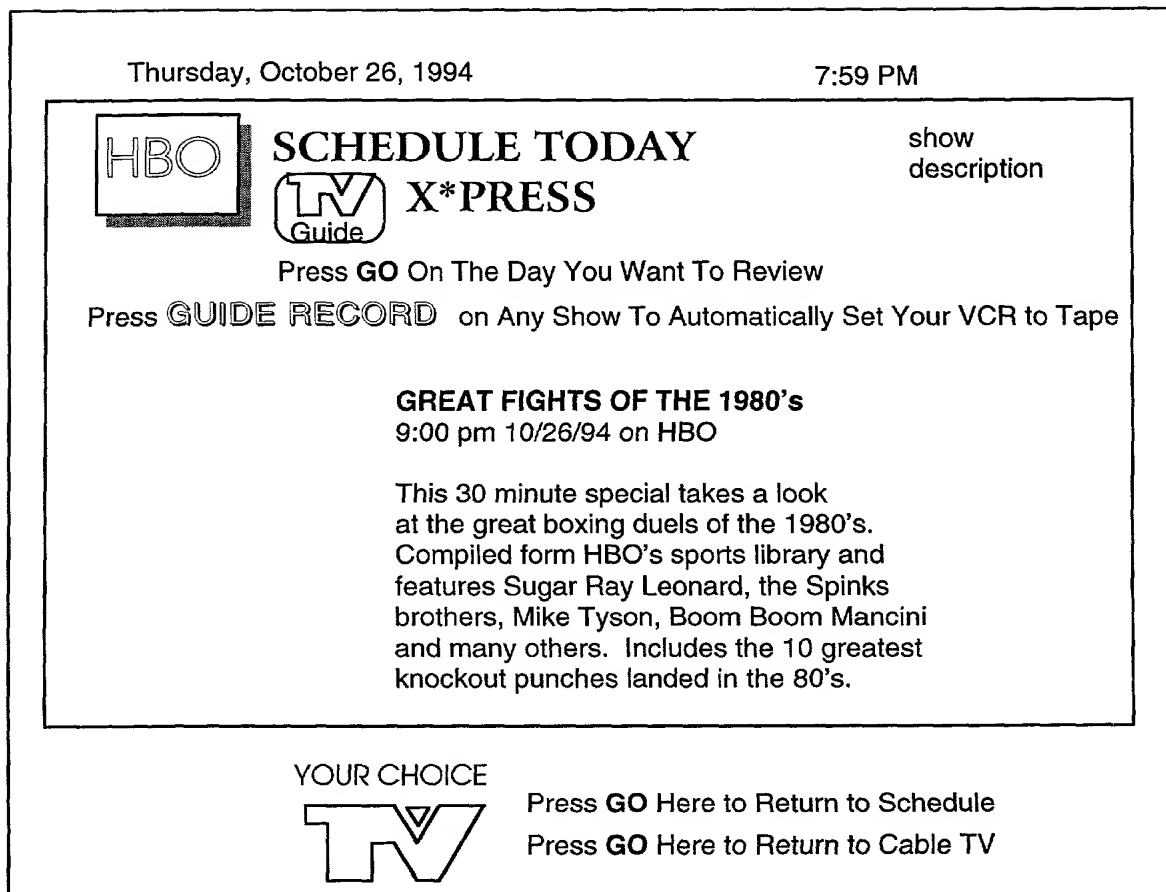 Thursday, October 26, 1994 7:59 PM
HBO SCHEDULE TODAY show
description
TV Guide X*PRESS
Press GO On The Day You Want To Review
Press GUIDE RECORD on Any Show To Automatically Set Your VCR to Tape
GREAT FIGHTS OF THE 1980's
9:00 pm 10/26/94 on HBO
This 30 minute special takes a look
at the great boxing duels of the 1980's.
Compiled form HBO's sports library and
features Sugar Ray Leonard, the Spinks
brothers, Mike Tyson, Boom Boom Mancini
and many others. Includes the 10 greatest
knockout punches landed in the 80's.
YOUR CHOICE
TV
Press GO Here to Return to Schedule
Press GO Here to Return to Cable TV